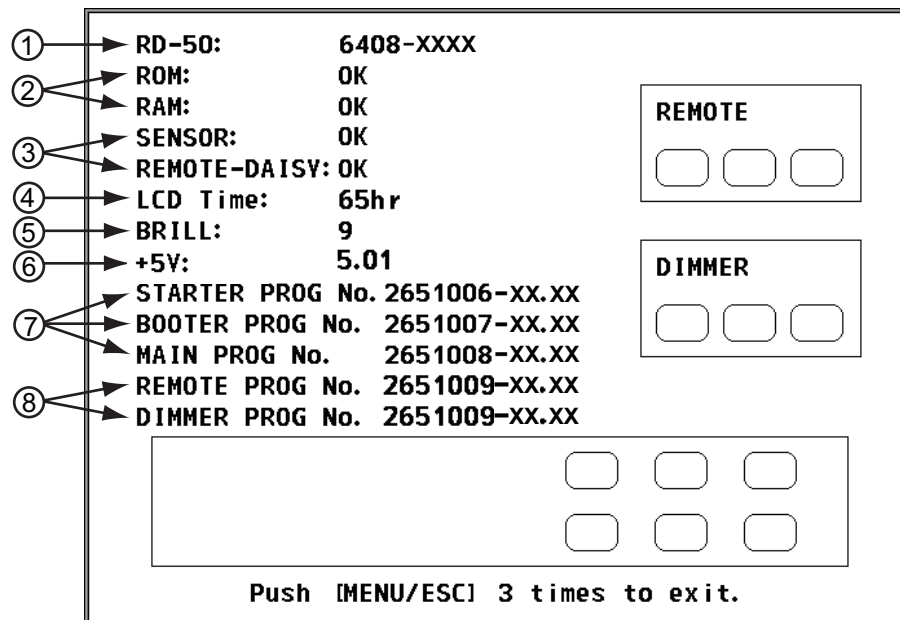 ① RD-50: 6408-XXXX
② ROM: OK
RAM: OK
③ SENSOR: OK
REMOTE-DAISY: OK
④ LCD Time: 65hr
⑤ BRILL: 9
⑥ +5V: 5.01
⑦ STARTER PROG No. 2651006-XX.XX
BOOTER PROG No. 2651007-XX.XX
MAIN PROG No. 2651008-XX.XX
⑧ REMOTE PROG No. 2651009-XX.XX
DIMMER PROG No. 2651009-XX.XX
REMOTE
DIMMER
Push [MENU/ESC] 3 times to exit.